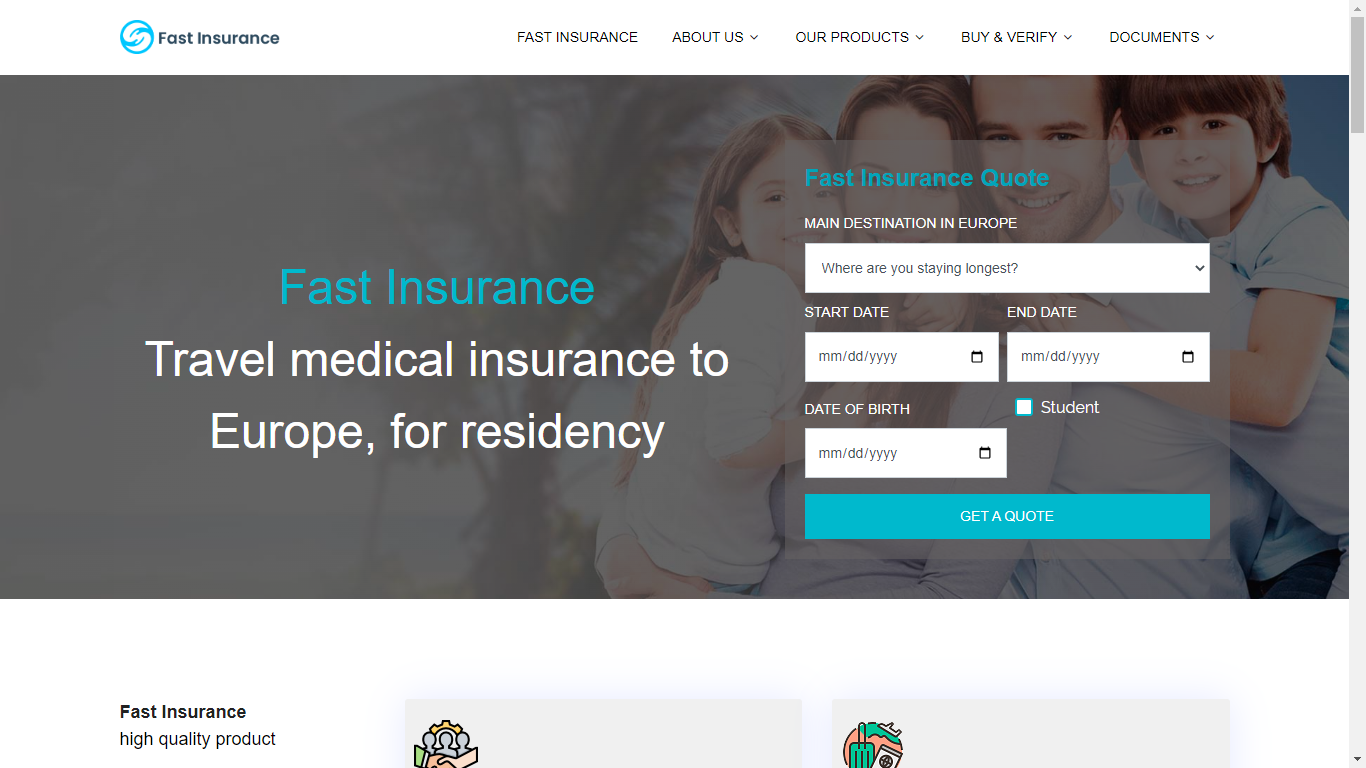 Fast Insurance
FAST INSURANCE
ABOUT US
OUR PRODUCTS
BUY & VERIFY
DOCUMENTS
Fast Insurance
Travel medical insurance to
Europe, for residency
Fast Insurance Quote
MAIN DESTINATION IN EUROPE
Where are you staying longest?
START DATE
END DATE
mm/dd/yyyy
mm/dd/yyyy
DATE OF BIRTH
Student
mm/dd/yyyy
GET A QUOTE
Fast Insurance
high quality product